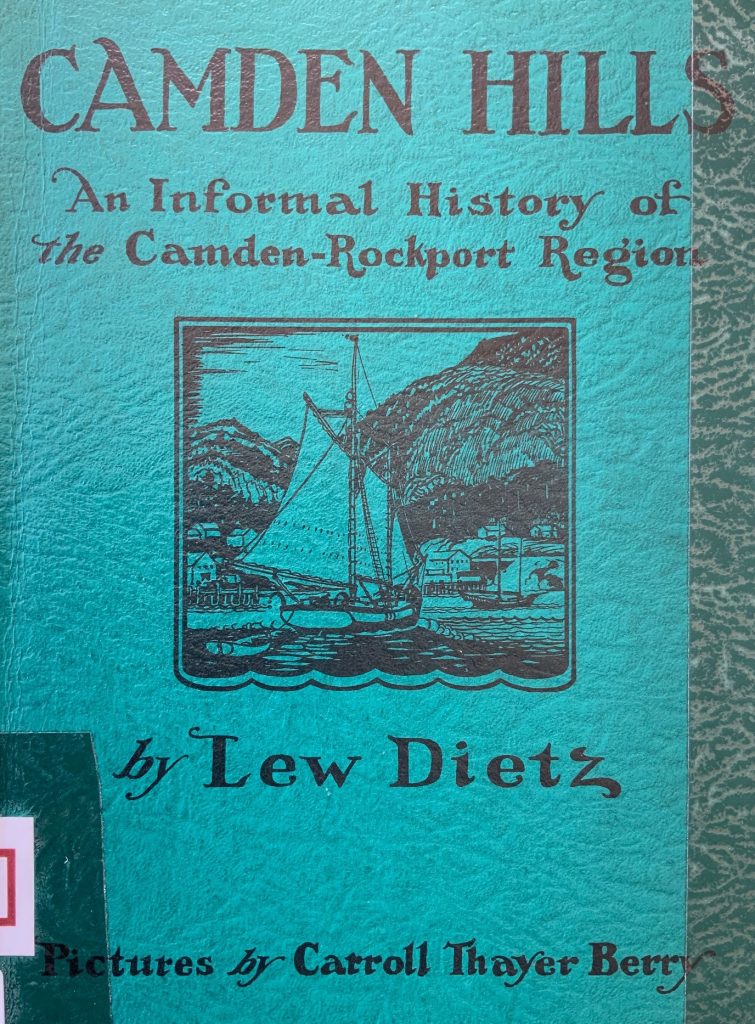 CAMDEN HILLS
An Informal History of
the Camden-Rockport Region
by Lew Dietz
Pictures by Carroll Thayer Berry